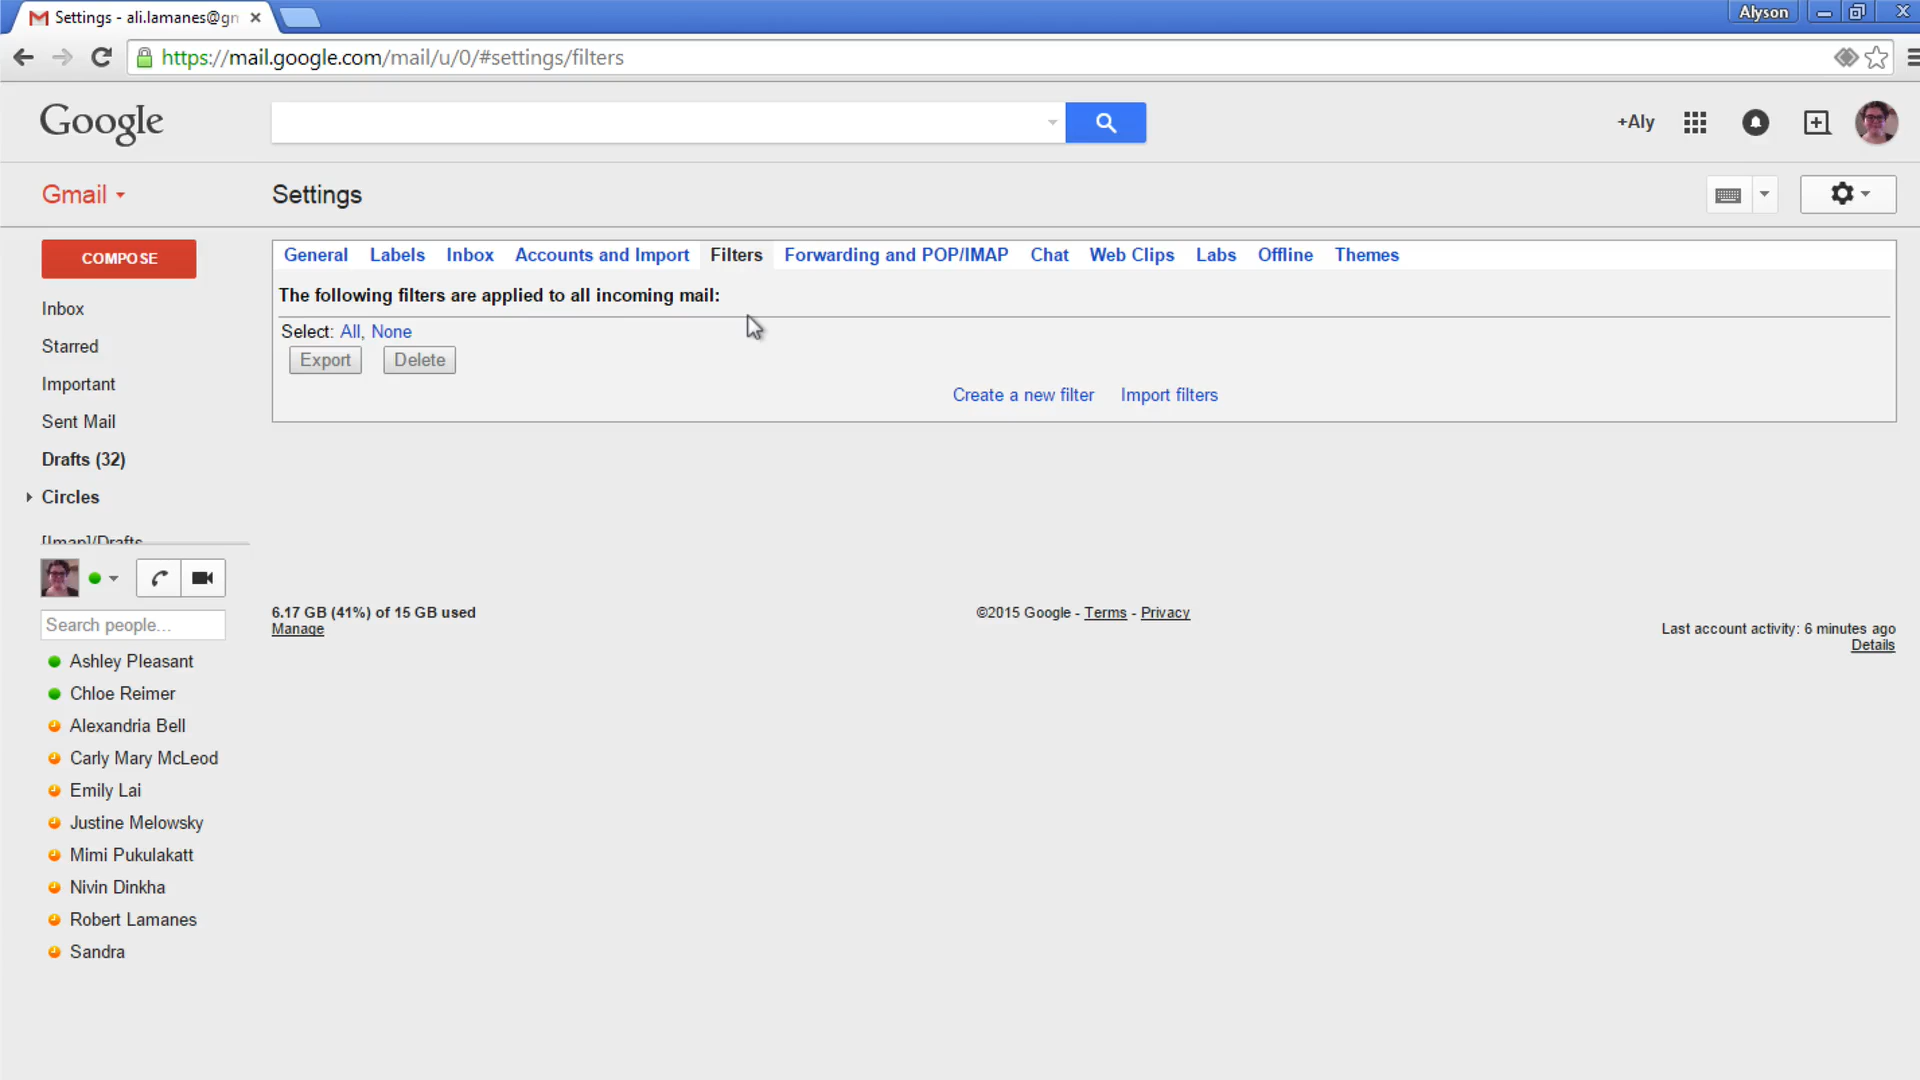 Settings - ali.lamanes@gm
Alyson
https://mail.google.com/mail/u/0/#settings/filters
Google
+Aly
Gmail
Settings
COMPOSE
General Labels Inbox Accounts and Import Filters Forwarding and POP/IMAP Chat Web Clips Labs Offline Themes
The following filters are applied to all incoming mail:
Select: All, None
Export Delete
Create a new filter Import filters
Inbox
Starred
Important
Sent Mail
Drafts (32)
Circles
[Imap]/Drafts
Search people...
Ashley Pleasant
Chloe Reimer
Alexandria Bell
Carly Mary McLeod
Emily Lai
Justine Melowsky
Mimi Pukulakatt
Nivin Dinkha
Robert Lamanes
Sandra
6.17 GB (41%) of 15 GB used
Manage
©2015 Google - Terms - Privacy
Last account activity: 6 minutes ago
Details